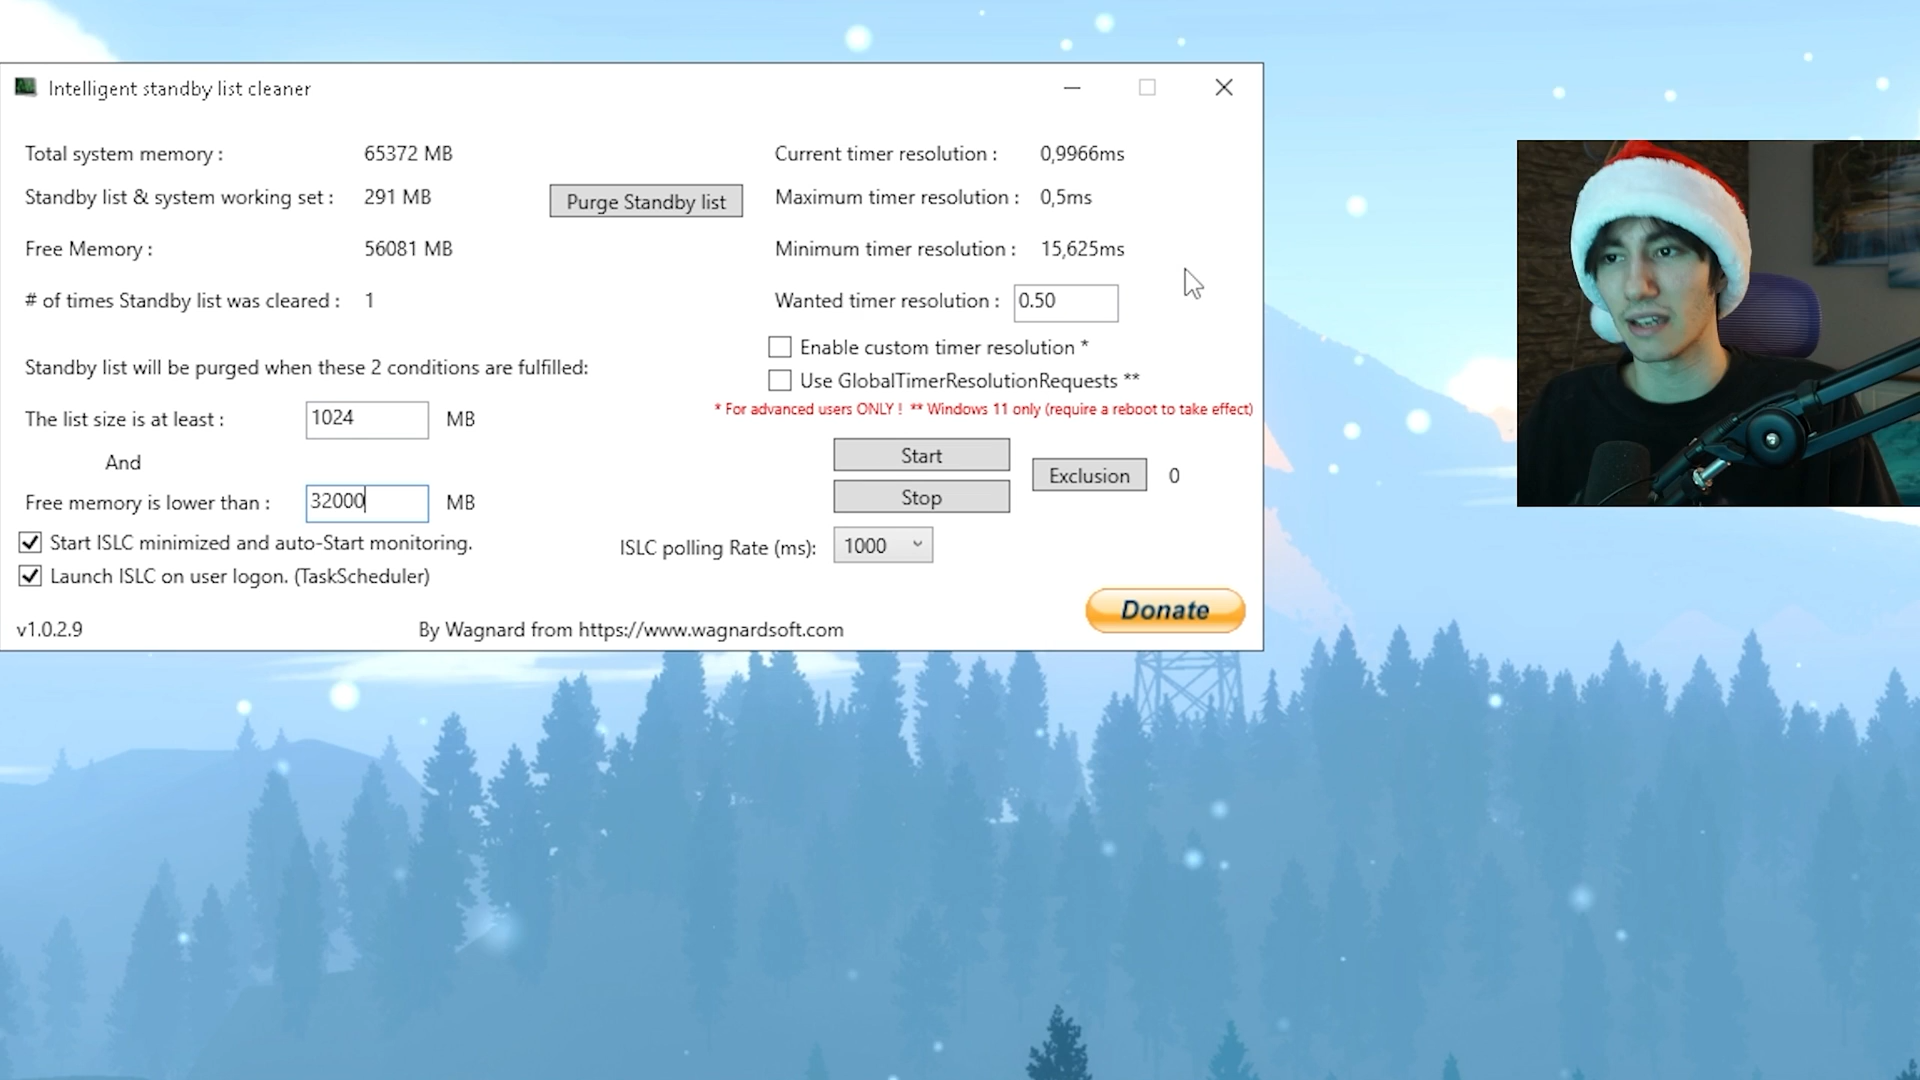 Intelligent standby list cleaner
Total system memory : 65372 MB
Standby list & system working set : 291 MB
Purge Standby list
Free Memory : 56081 MB
# of times Standby list was cleared : 1
Standby list will be purged when these 2 conditions are fulfilled:
The list size is at least : 1024 MB
And
Free memory is lower than : 32000 MB
Start ISLC minimized and auto-Start monitoring.
Launch ISLC on user logon. (TaskScheduler)
Current timer resolution : 0,9966ms
Maximum timer resolution : 0,5ms
Minimum timer resolution : 15,625ms
Wanted timer resolution : 0.50
Enable custom timer resolution *
Use GlobalTimerResolutionRequests **
* For advanced users ONLY ! ** Windows 11 only (require a reboot to take effect)
Start
Stop
Exclusion 0
ISLC polling Rate (ms): 1000
Donate
v1.0.2.9
By Wagnard from https://www.wagnardsoft.com